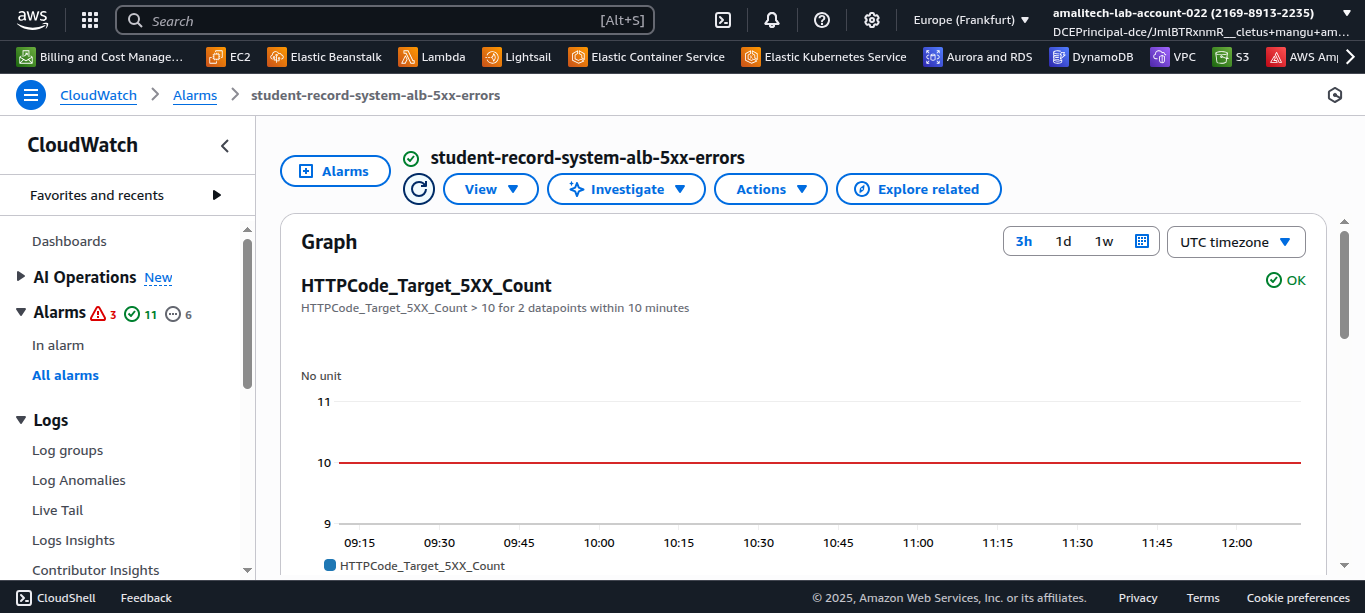 aws
Search
[Alt+S]
Europe (Frankfurt)
amalitech-lab-account-022 (2169-8913-2235)
DCEPrincipal-dce/JmlBTRxnmR__cletus+mangu+am...
Billing and Cost Manage...
EC2
Elastic Beanstalk
Lambda
Lightsail
Elastic Container Service
Elastic Kubernetes Service
Aurora and RDS
DynamoDB
VPC
S3
AWS Am
CloudWatch
Alarms
student-record-system-alb-5xx-errors
CloudWatch
Favorites and recents
Dashboards
AI Operations New
Alarms 3 11 6
In alarm
All alarms
Logs
Log groups
Log Anomalies
Live Tail
Logs Insights
Contributor Insights
Alarms
student-record-system-alb-5xx-errors
View
Investigate
Actions
Explore related
Graph
3h
1d
1w
UTC timezone
HTTPCode_Target_5XX_Count
OK
HTTPCode_Target_5XX_Count > 10 for 2 datapoints within 10 minutes
No unit
11
10
9
09:15 09:30 09:45 10:00 10:15 10:30 10:45 11:00 11:15 11:30 11:45 12:00
HTTPCode_Target_5XX_Count
CloudShell
Feedback
© 2025, Amazon Web Services, Inc. or its affiliates.
Privacy
Terms
Cookie preferences